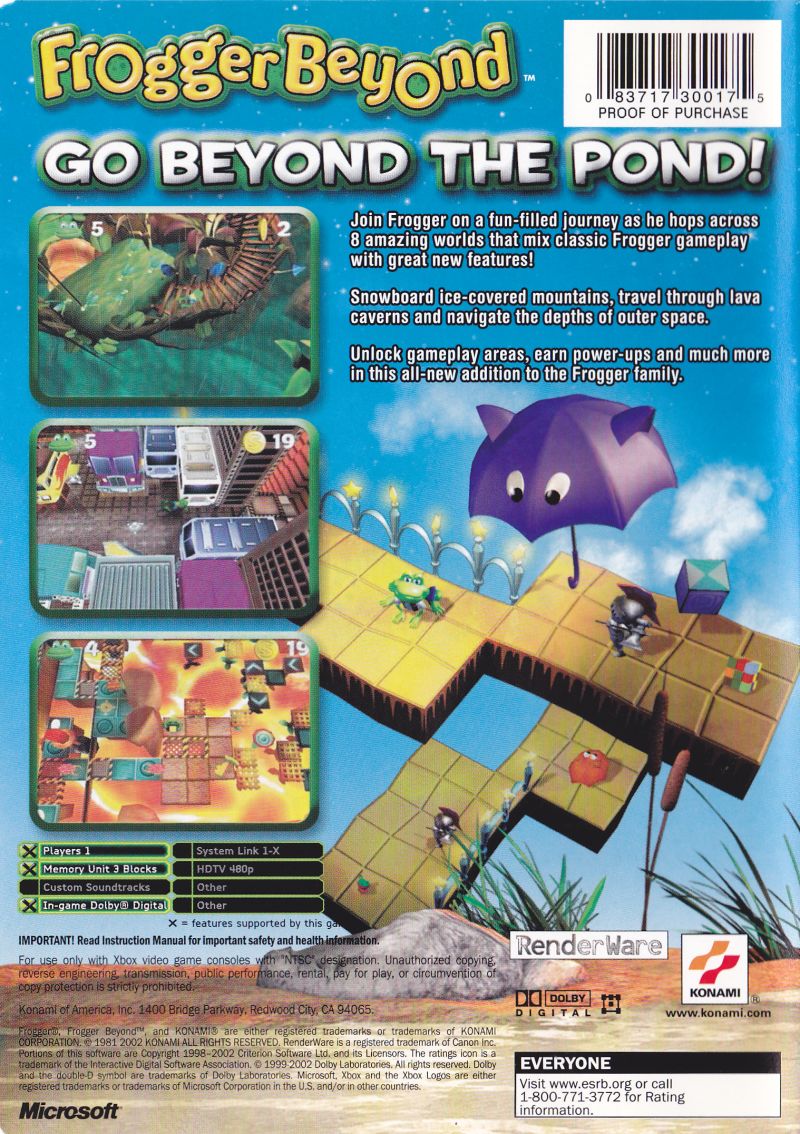 Frogger Beyond™
0 83717 30017 5
PROOF OF PURCHASE
GO BEYOND THE POND!
Join Frogger on a fun-filled journey as he hops across
8 amazing worlds that mix classic Frogger gameplay
with great new features!
Snowboard ice-covered mountains, travel through lava
caverns and navigate the depths of outer space.
Unlock gameplay areas, earn power-ups and much more
in this all-new addition to the Frogger family.
5 2
5 19
4 19
X Players 1
System Link 1-X
X Memory Unit 3 Blocks
HDTV 480p
Custom Soundtracks
Other
X In-game Dolby® Digital
Other
X = features supported by this gam
IMPORTANT! Read Instruction Manual for important safety and health information.
For use only with Xbox video game consoles with "NTSC" designation. Unauthorized copying,
reverse engineering, transmission, public performance, rental, pay for play, or circumvention of
copy protection is strictly prohibited.
Konami of America, Inc. 1400 Bridge Parkway, Redwood City, CA 94065.
Frogger®, Frogger Beyond™, and KONAMI® are either registered trademarks or trademarks of KONAMI
CORPORATION. © 1981 2002 KONAMI ALL RIGHTS RESERVED. RenderWare is a registered trademark of Canon Inc.
Portions of this software are Copyright 1998-2002 Criterion Software Ltd. and its Licensors. The ratings icon is a
trademark of the Interactive Digital Software Association. © 1999-2002 Dolby Laboratories. All rights reserved. Dolby
and the double-D symbol are trademarks of Dolby Laboratories. Microsoft, Xbox and the Xbox Logos are either
registered trademarks or trademarks of Microsoft Corporation in the U.S. and/or in other countries.
Microsoft
RenderWare
DOLBY
DIGITAL
KONAMI®
www.konami.com
EVERYONE
Visit www.esrb.org or call
1-800-771-3772 for Rating
information.